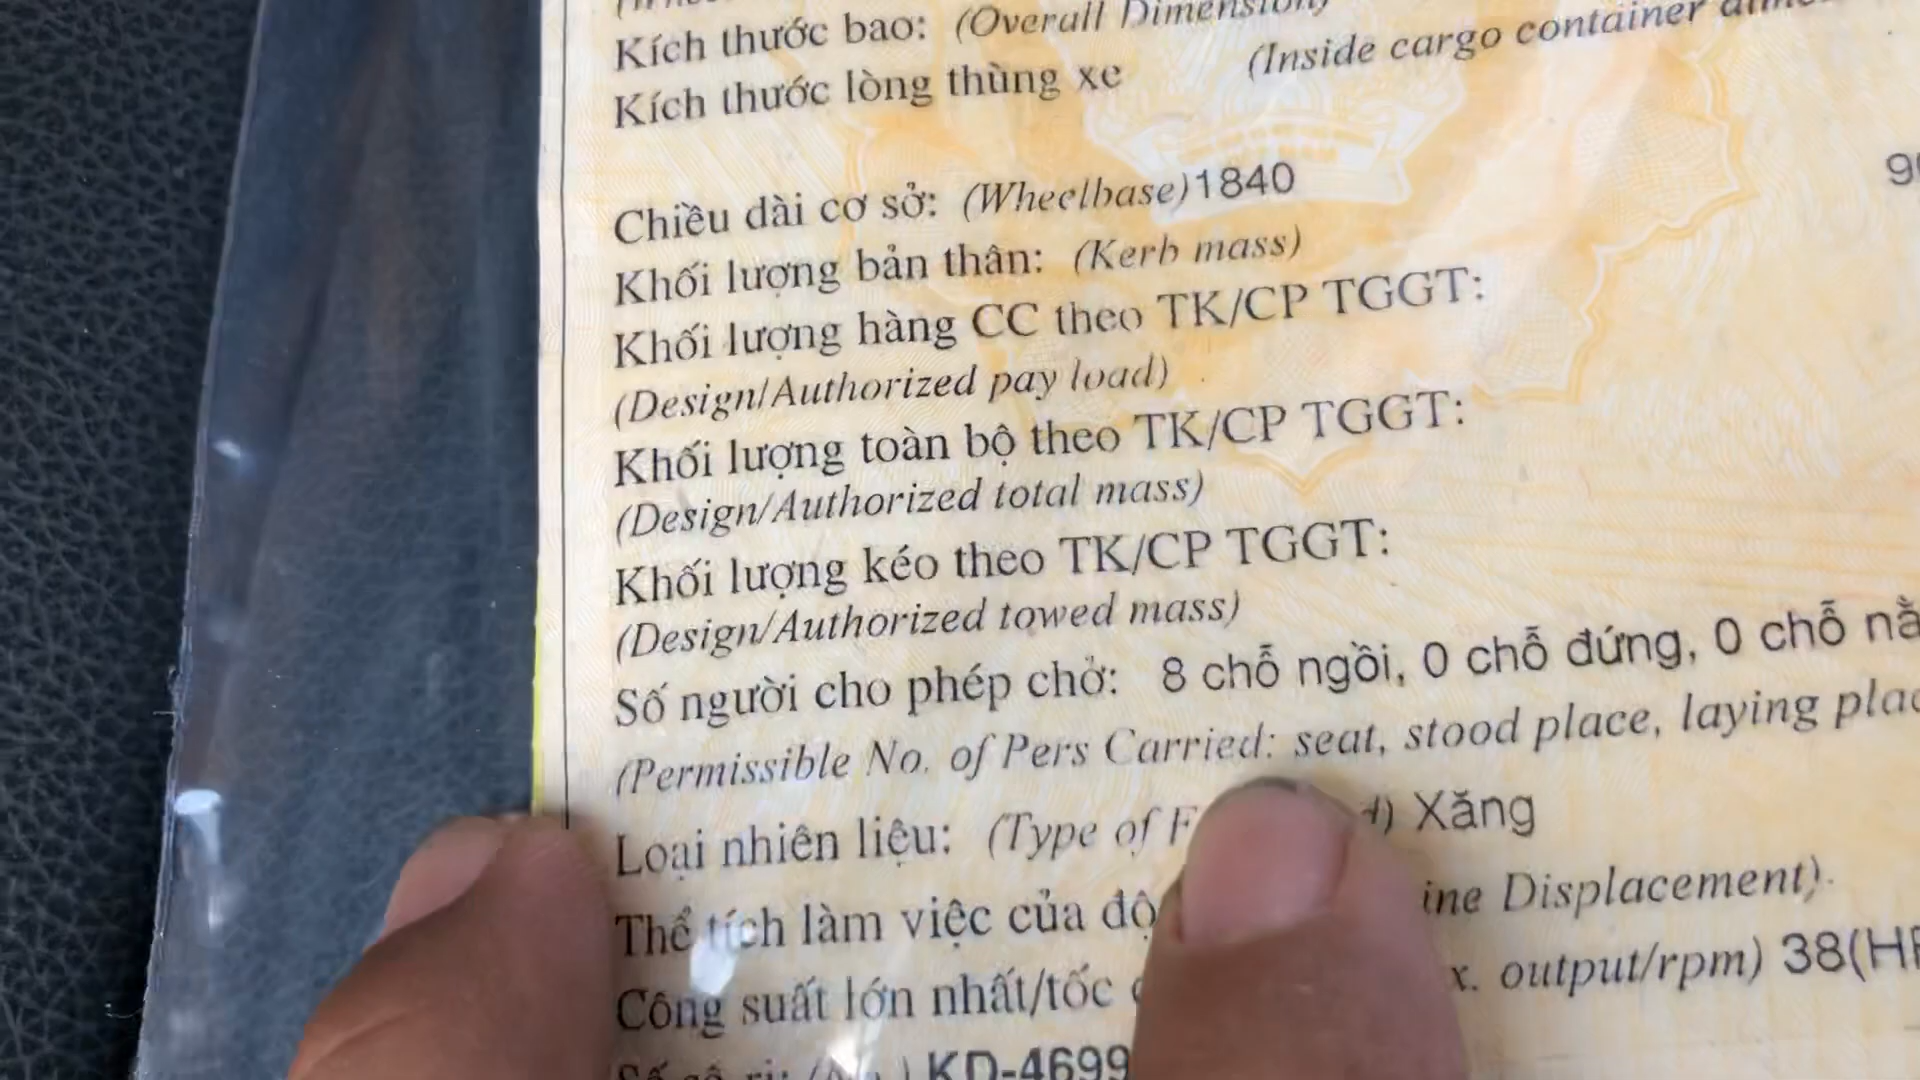 Kích thước bao: (Overall Dimension)
Kích thước lòng thùng xe (Inside cargo container
Chiều dài cơ sở: (Wheelbase)1840
Khối lượng bản thân: (Kerb mass)
Khối lượng hàng CC theo TK/CP TGGT:
(Design/Authorized pay load)
Khối lượng toàn bộ theo TK/CP TGGT:
(Design/Authorized total mass)
Khối lượng kéo theo TK/CP TGGT:
(Design/Authorized towed mass)
Số người cho phép chở: 8 chỗ ngồi, 0 chỗ đứng, 0 chỗ
(Permissible No. of Pers Carried: seat, stood place, laying
Loại nhiên liệu: (Type of Xăng
Thể tích làm việc của Displacement)
Công suất lớn nhất/tốc output/rpm) 38(
KD-4699